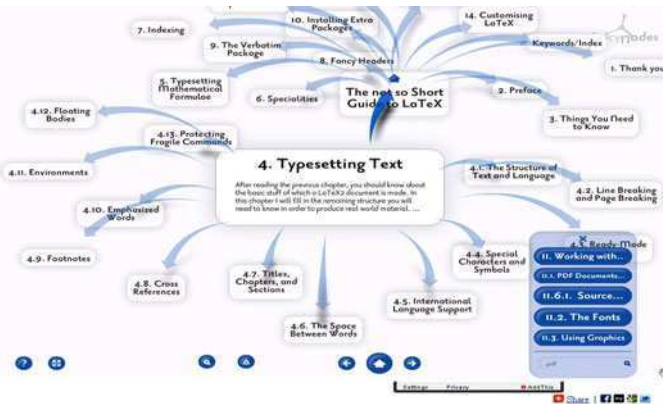 7. Indexing
10. Installing Extra
Packages
14. Customising
LaTeX
9. The Verbatim
Package
Keywords/Index
8. Fancy Headers
1. Thank you
5. Typesetting
Mathematical
Formulae
The not so Short
Guide to LaTeX
2. Preface
6. Specialities
4.12. Floating
Bodies
3. Things You Need
to Know
4.13. Protecting
Fragile Commands
4. Typesetting Text
4.1. The Structure of
Text and Language
4.11. Environments
After reading the previous chapter, you should know about
the basic stuff of which a LaTeX2 document is made. In
this chapter I will fill in the remaining structure you will
need to know in order to produce real world material. ...
4.2. Line Breaking
and Page Breaking
4.10. Emphasized
Words
4.3. Ready-Made
4.9. Footnotes
4.4. Special
Characters and
Symbols
11. Working with..
4.8. Cross
References
4.7. Titles,
Chapters, and
Sections
11.1. PDF Documents...
11.6.1. Source...
4.5. International
Language Support
11.2. The Fonts
4.6. The Space
Between Words
11.3. Using Graphics
pdf
Settings Privacy AddThis
Share